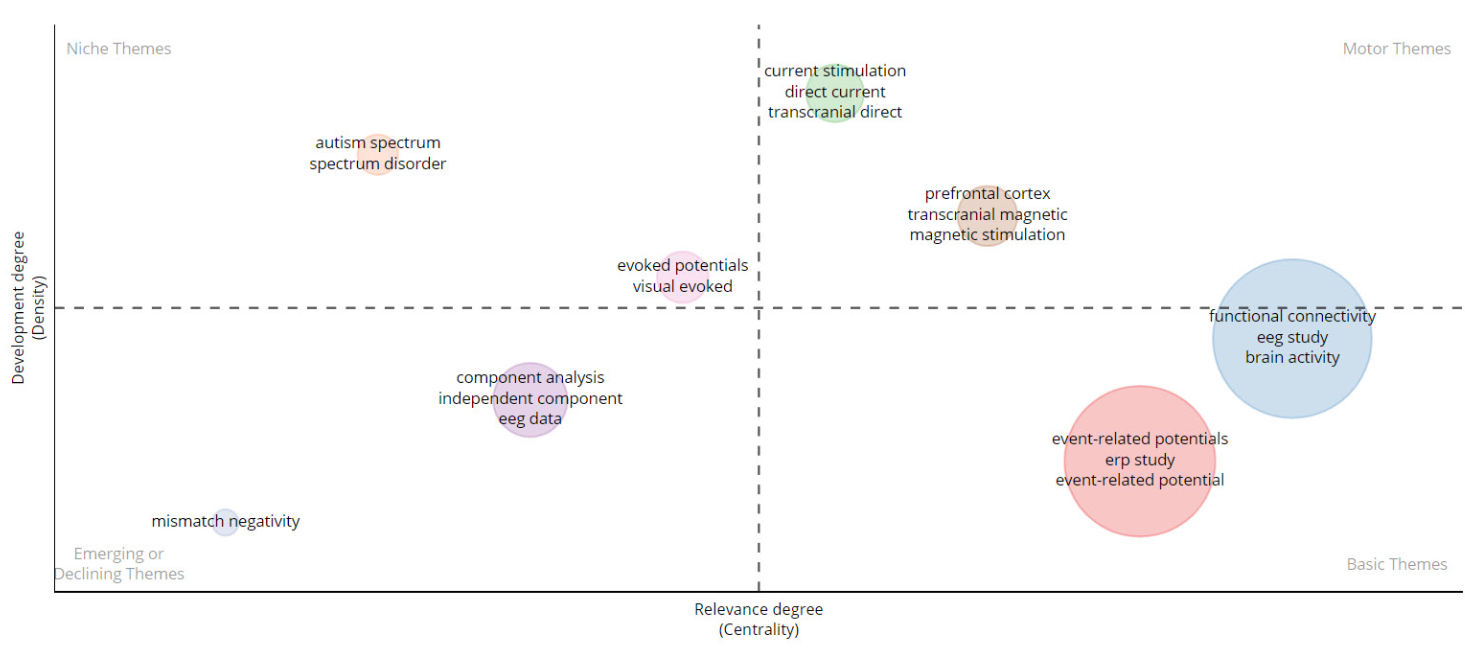 Niche Themes
Motor Themes
current stimulation
direct current
transcranial direct
autism spectrum
spectrum disorder
prefrontal cortex
transcranial magnetic
magnetic stimulation
evoked potentials
visual evoked
functional connectivity
eeg study
brain activity
component analysis
independent component
eeg data
event-related potentials
erp study
event-related potential
mismatch negativity
Emerging or
Declining Themes
Basic Themes
Development degree
(Density)
Relevance degree
(Centrality)